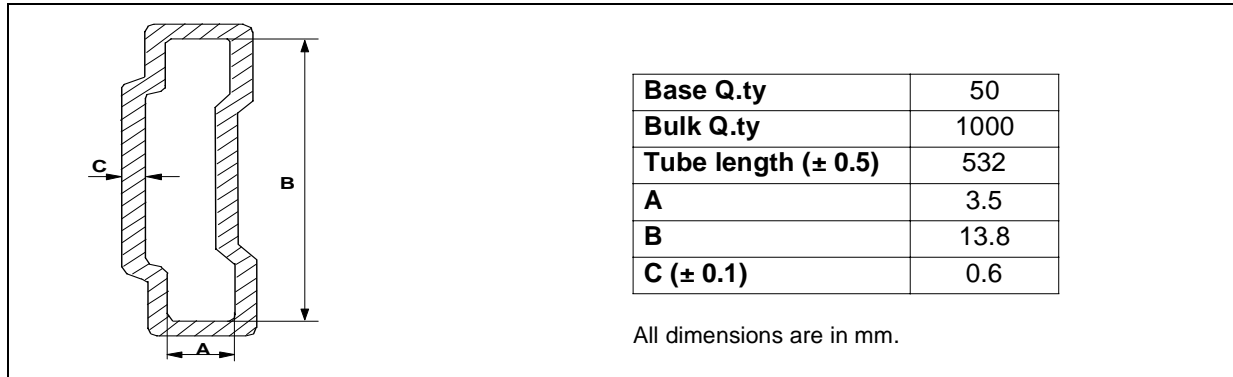 C
B
A
Base Q.ty 50
Bulk Q.ty 1000
Tube length (± 0.5) 532
A 3.5
B 13.8
C (± 0.1) 0.6
All dimensions are in mm.